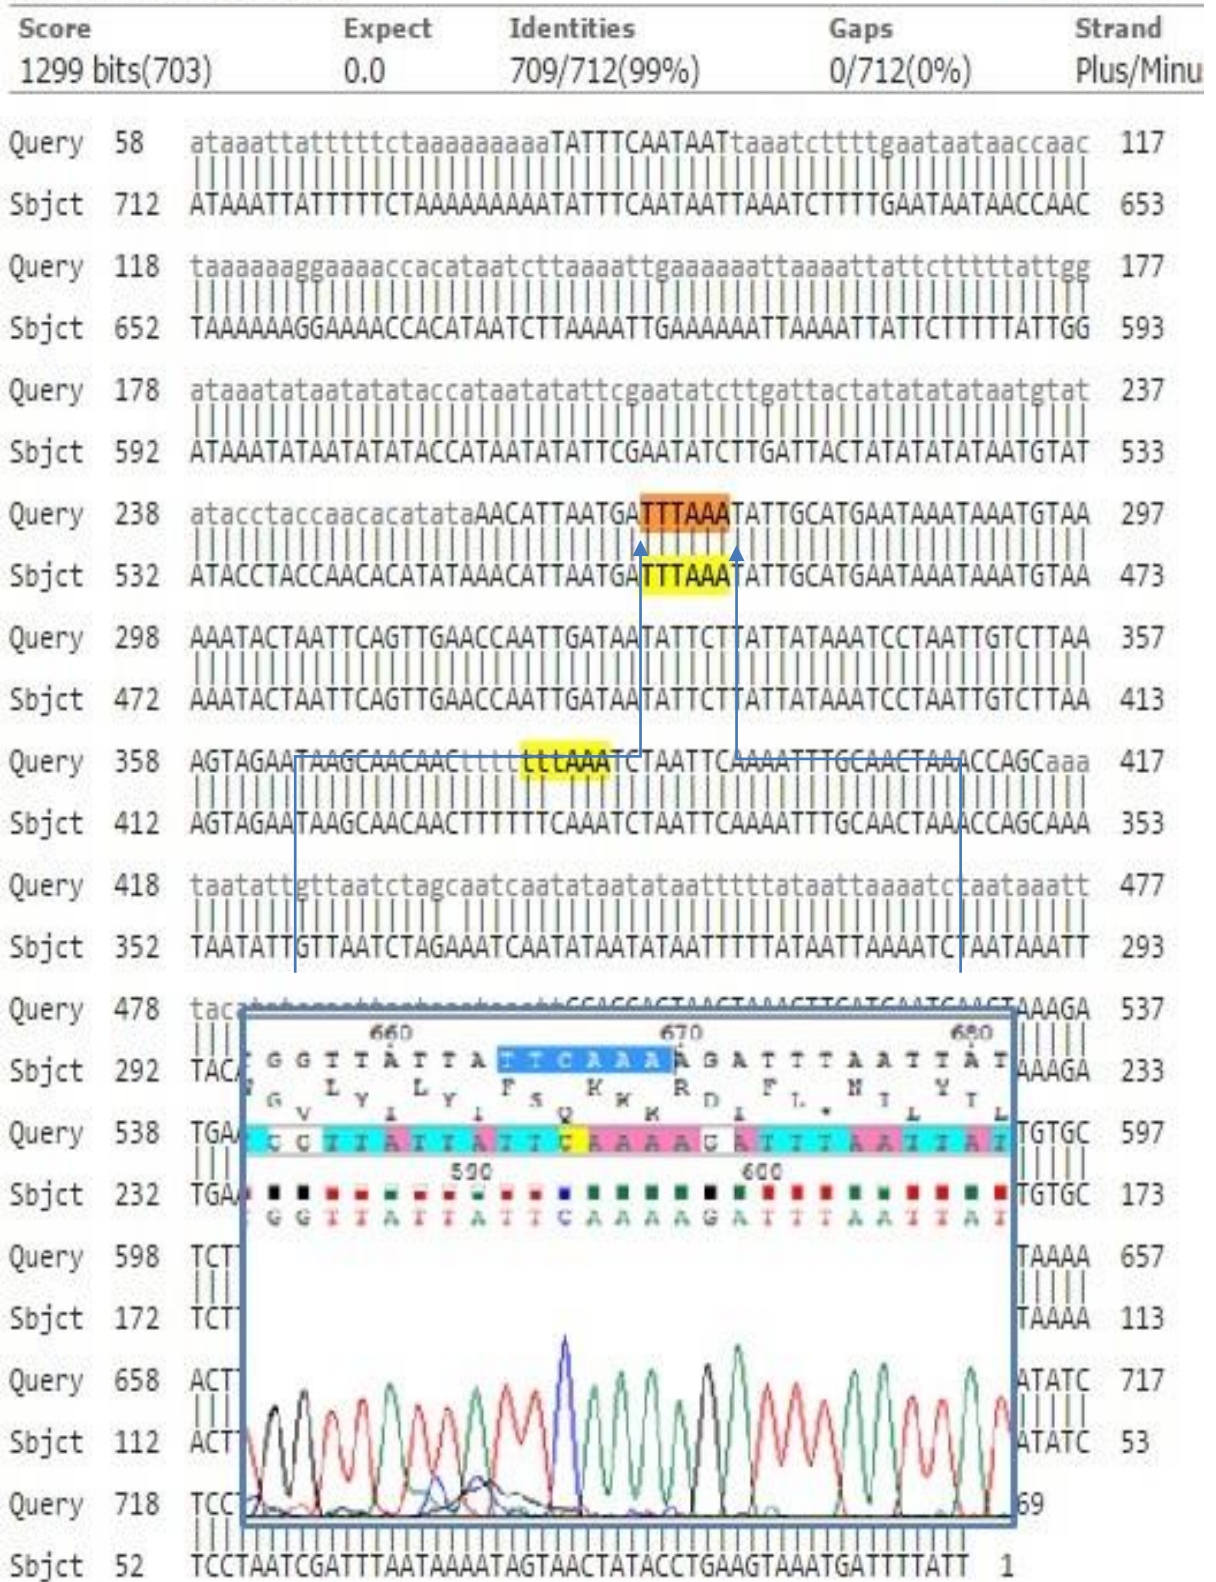 Score Expect Identities Gaps Strand
1299 bits(703) 0.0 709/712(99%) 0/712(0%) Plus/Minu
Query 58 ataaattatttttctaaaaaaaaaTATTTCAATAATtaaatcttttgaataataaccaac 117
Sbjct 712 ATAAATTATTTTTCTAAAAAAAAATATTTCAATAATTAAATCTTTTGAATAATAACCAAC 653
Query 118 taaaaaaggaaaaccacataatcttaaaattgaaaaaattaaaattattctttttattgg 177
Sbjct 652 TAAAAAAGGAAAACCACATAATCTTAAAATTGAAAAAATTAAAATTATTCTTTTTATTGG 593
Query 178 ataaatataatatataccataatatattcgaatatcttgattactatatatataatgtat 237
Sbjct 592 ATAAATATAATATATACCATAATATATTCGAATATCTTGATTACTATATATATAATGTAT 533
Query 238 atacctaccaacacatataAACATTAATGATTTAAATATTGCATGAATAAATAAATGTAA 297
Sbjct 532 ATACCTACCAACACATATAAACATTAATGATTTAAATATTGCATGAATAAATAAATGTAA 473
Query 298 AAATACTAATTCAGTTGAACCAATTGATAATATTCTTATTATAAATCCTAATTGTCTTAA 357
Sbjct 472 AAATACTAATTCAGTTGAACCAATTGATAATATTCTTATTATAAATCCTAATTGTCTTAA 413
Query 358 AGTAGAATAAGCAACAACtttttttAAATCTAATTCAAAATTTGCAACTAAACCAGCaaa 417
Sbjct 412 AGTAGAATAAGCAACAACTTTTTTCAAATCTAATTCAAAATTTGCAACTAAACCAGCAAA 353
Query 418 taatattgttaatctagcaatcaatataatataatttttataattaaaatctaataaatt 477
Sbjct 352 TAATATTGTTAATCTAGAAATCAATATAATATAATTTTTATAATTAAAATCTAATAAATT 293
Query 478 tac AAAGA 537
660 670 680
T G G T T A T T A T T C A A A A G A T T T A A T T A T
Sbjct 292 TACA AAAGA 233
G L L F K R F N Y
G Y Y S K D L I I
V I I Q K I * L L
Query 538 TGA TGTGC 597
G G T T A T T A T T C A A A A G A T T T A A T T A T
590 600
Sbjct 232 TGA TGTGC 173
G G T T A T T A T T C A A A A G A T T T A A T T A T
Query 598 TCT TAAAA 657
Sbjct 172 TCT TAAAA 113
Query 658 ACT ATATC 717
Sbjct 112 ACT ATATC 53
Query 718 TCC 69
Sbjct 52 TCCTAATCGATTTAATAAAATAGTAACTATACCTGAAGTAAATGATTTTATT 1